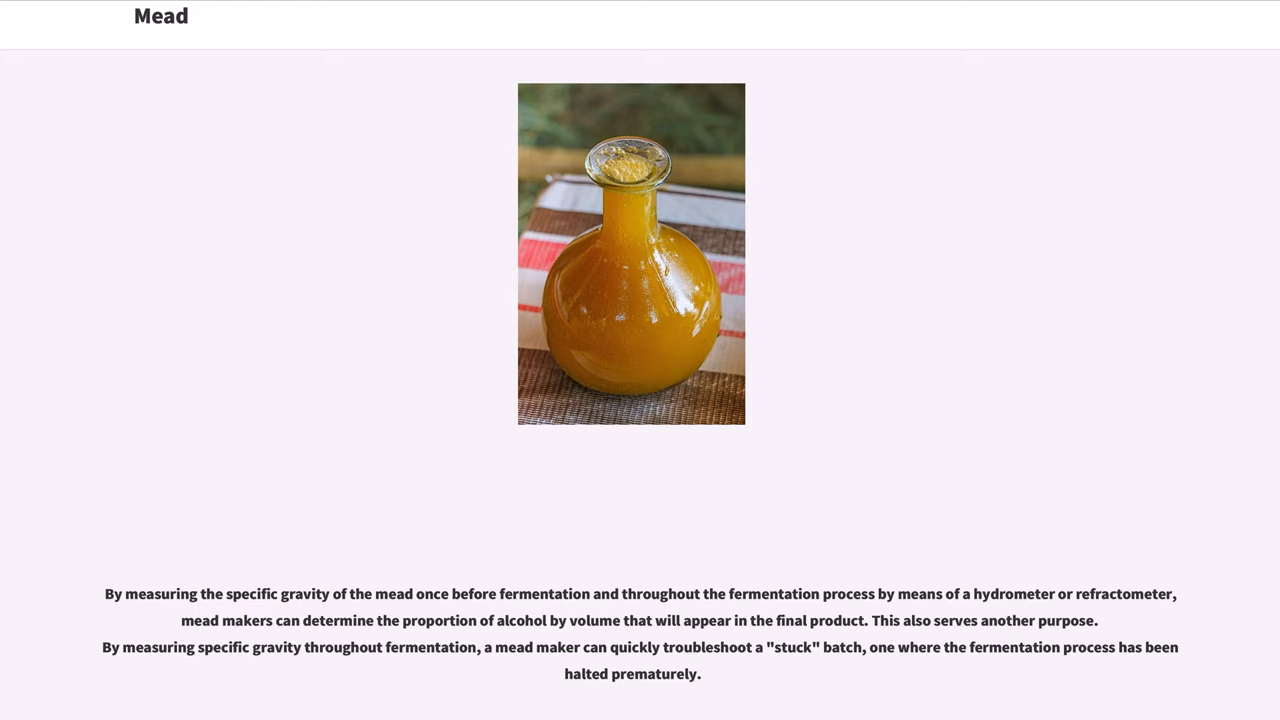 Mead
By measuring the specific gravity of the mead once before fermentation and throughout the fermentation process by means of a hydrometer or refractometer,
mead makers can determine the proportion of alcohol by volume that will appear in the final product. This also serves another purpose.
By measuring specific gravity throughout fermentation, a mead maker can quickly troubleshoot a "stuck" batch, one where the fermentation process has been
halted prematurely.